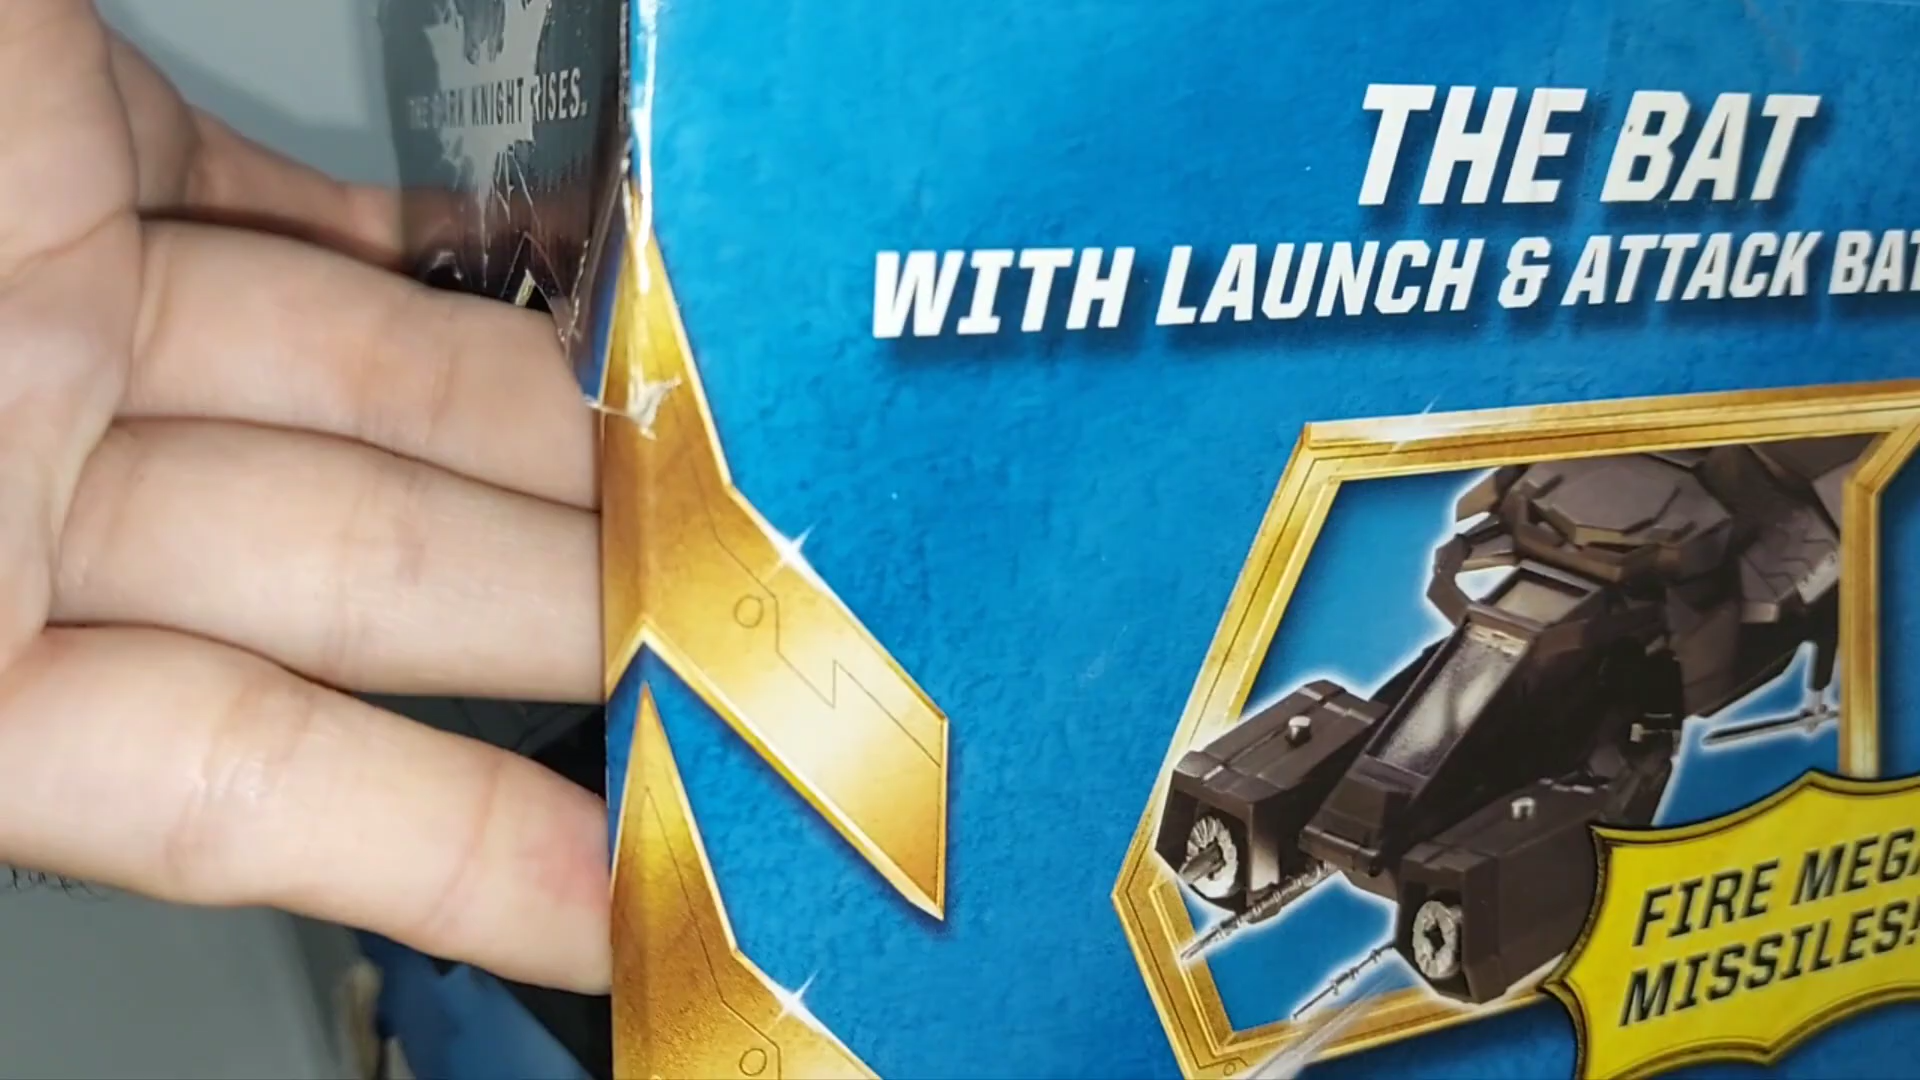 THE DARK KNIGHT RISES.
THE BAT
WITH LAUNCH & ATTACK BAT
FIRE MEGA
MISSILES!